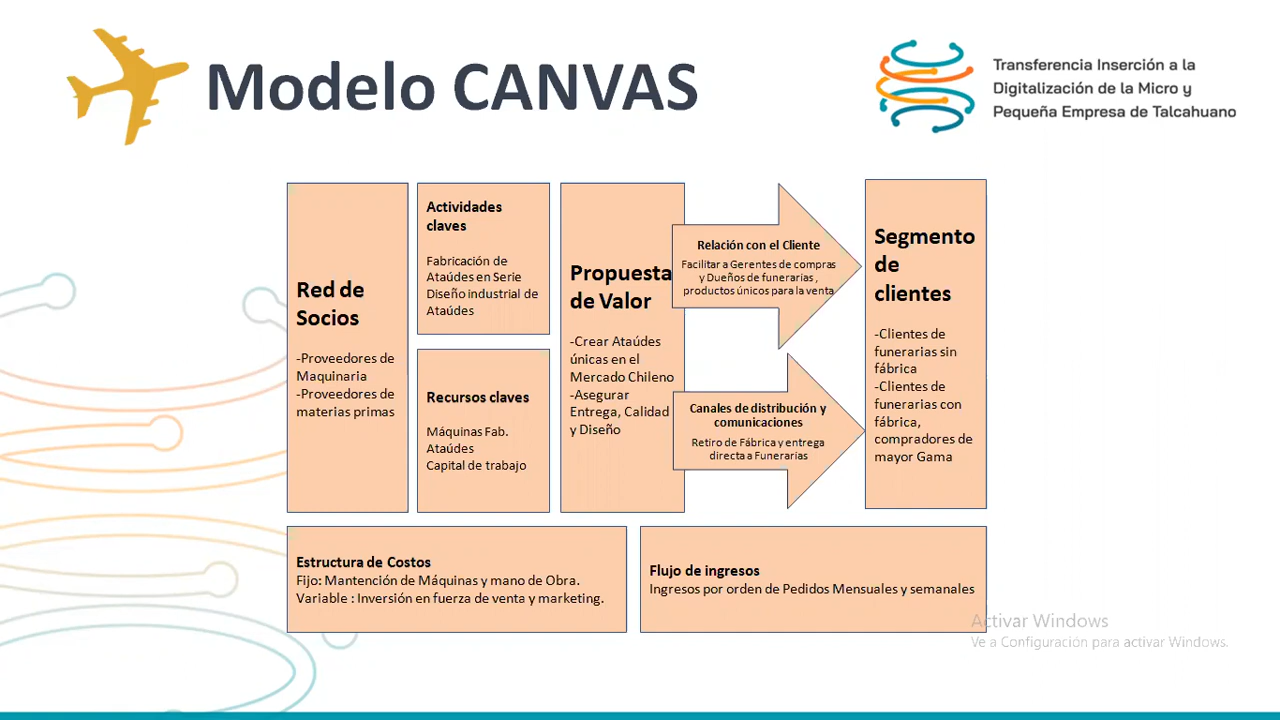 Modelo CANVAS
Transferencia Inserción a la
Digitalización de la Micro y
Pequeña Empresa de Talcahuano
Red de
Socios
-Proveedores de
Maquinaria
-Proveedores de
materias primas
Actividades
claves
Fabricación de
Ataúdes en Serie
Diseño industrial de
Ataúdes
Recursos claves
Máquinas Fab.
Ataúdes
Capital de trabajo
Propuesta
de Valor
-Crear Ataúdes
únicas en el
Mercado Chileno
-Asegurar
Entrega, Calidad
y Diseño
Relación con el Cliente
Facilitar a Gerentes de compras
y Dueños de funerarias ,
productos únicos para la venta
Canales de distribución y
comunicaciones
Retiro de Fábrica y entrega
directa a Funerarias
Segmento
de
clientes
-Clientes de
funerarias sin
fábrica
-Clientes de
funerarias con
fábrica,
compradores de
mayor Gama
Estructura de Costos
Fijo: Mantención de Máquinas y mano de Obra.
Variable : Inversión en fuerza de venta y marketing.
Flujo de ingresos
Ingresos por orden de Pedidos Mensuales y semanales
Activar Windows
Ve a Configuración para activar Windows.